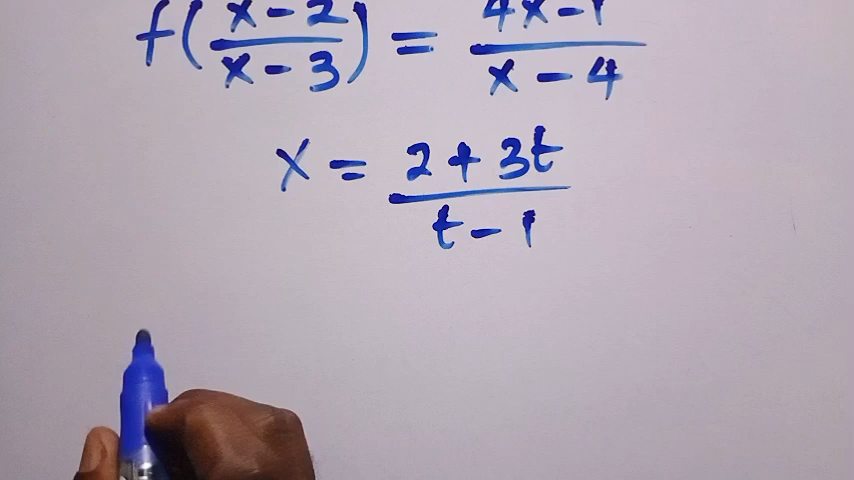 f((x-2)/(x-3)) = (4x-1)/(x-4)
x = (2+3t)/(t-1)